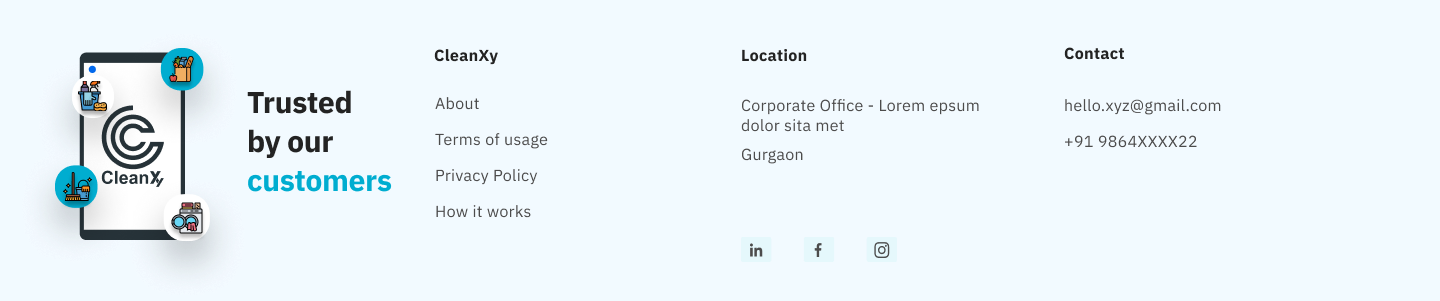 CleanXy
Trusted
by our
customers
CleanXy
About
Terms of usage
Privacy Policy
How it works
Location
Corporate Office - Lorem epsum
dolor sita met
Gurgaon
in
f
Contact
hello.xyz@gmail.com
+91 9864XXXX22